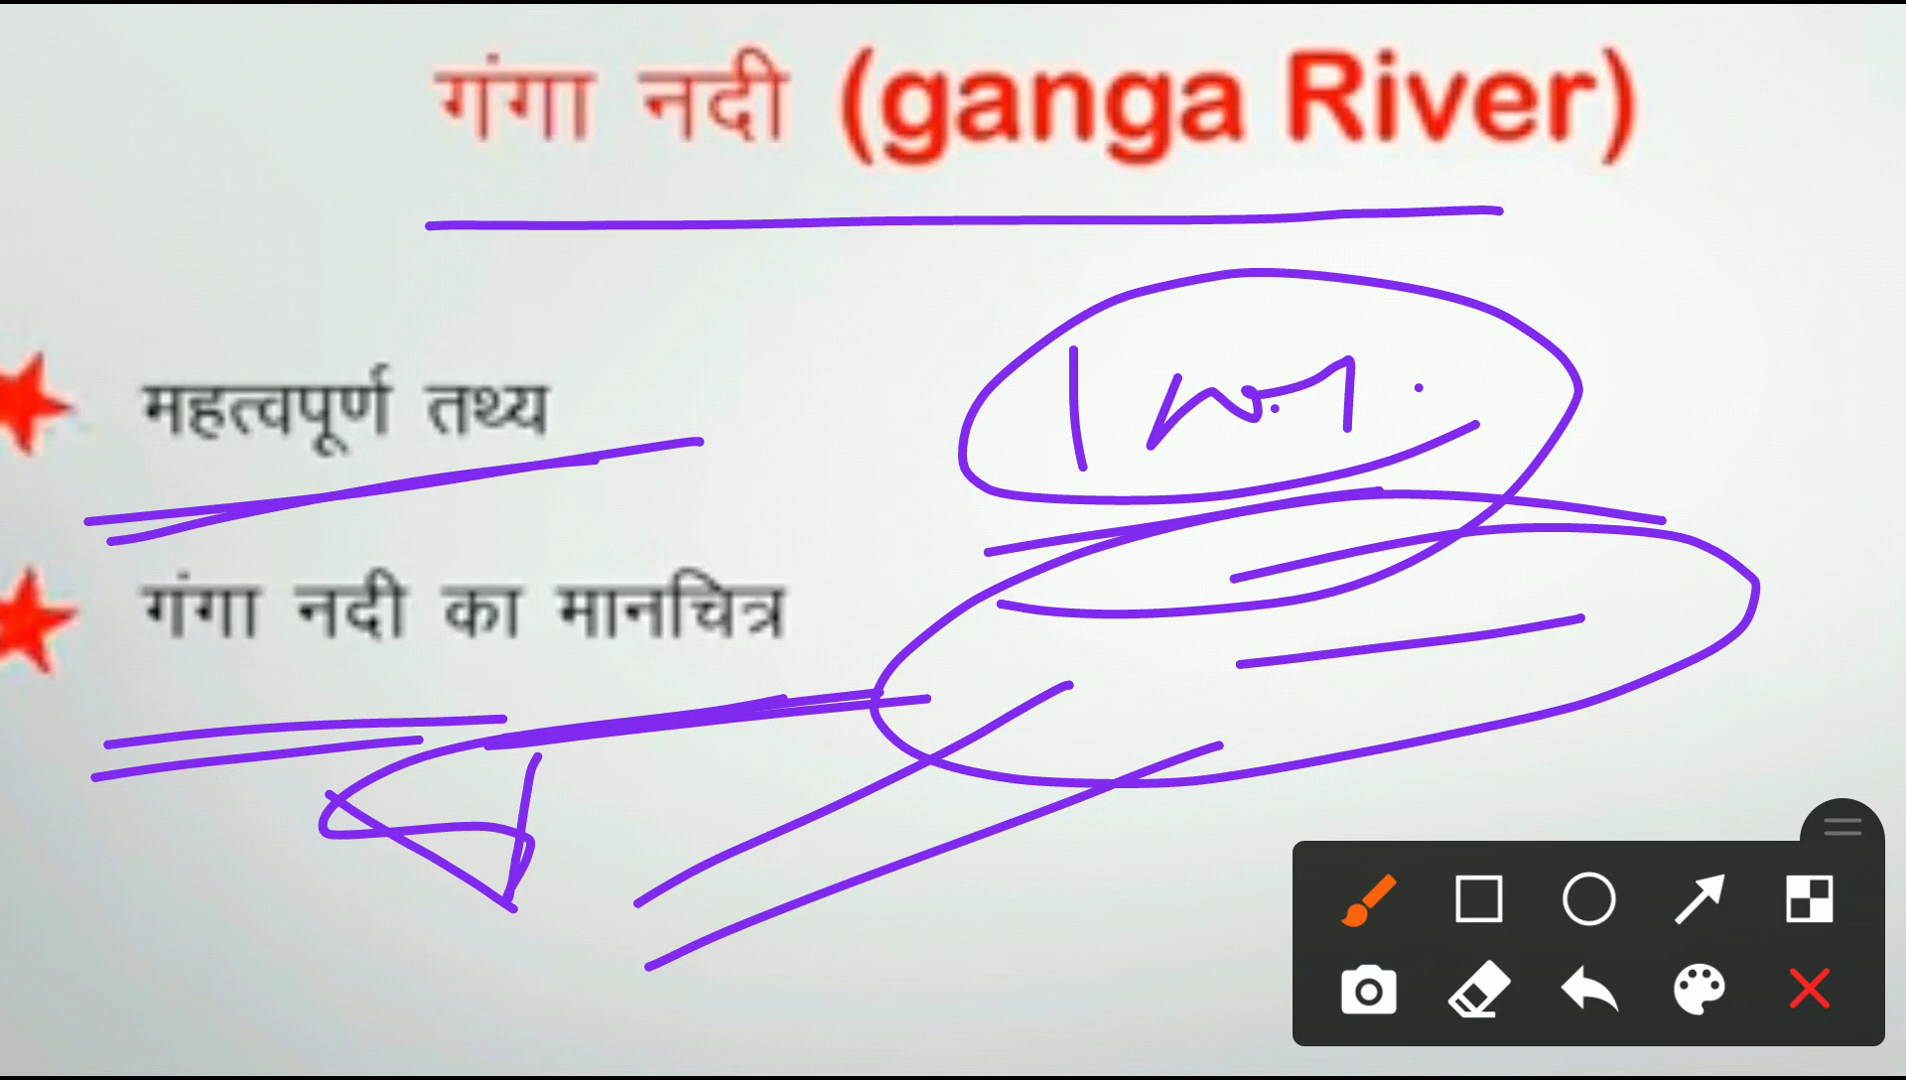 गंगा नदी (ganga River)
महत्वपूर्ण तथ्य
गंगा नदी का मानचित्र